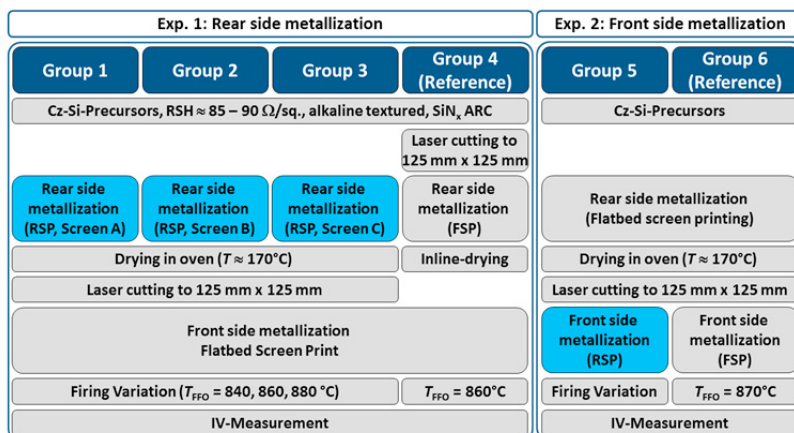 Exp. 1: Rear side metallization
Exp. 2: Front side metallization
Group 1
Group 2
Group 3
Group 4
(Reference)
Group 5
Group 6
(Reference)
Cz-Si-Precursors, RSH ≈ 85 – 90 Ω/sq., alkaline textured, SiNₓ ARC
Cz-Si-Precursors
Laser cutting to
125 mm x 125 mm
Rear side
metallization
(RSP, Screen A)
Rear side
metallization
(RSP, Screen B)
Rear side
metallization
(RSP, Screen C)
Rear side
metallization
(FSP)
Rear side metallization
(Flatbed screen printing)
Drying in oven (T ≈ 170°C)
Inline-drying
Drying in oven (T ≈ 170°C)
Laser cutting to 125 mm x 125 mm
Laser cutting to 125 mm x 125 mm
Front side metallization
Flatbed Screen Print
Front side
metallization
(RSP)
Front side
metallization
(FSP)
Firing Variation (TFFO = 840, 860, 880 °C)
TFFO = 860°C
Firing Variation
TFFO = 870°C
IV-Measurement
IV-Measurement